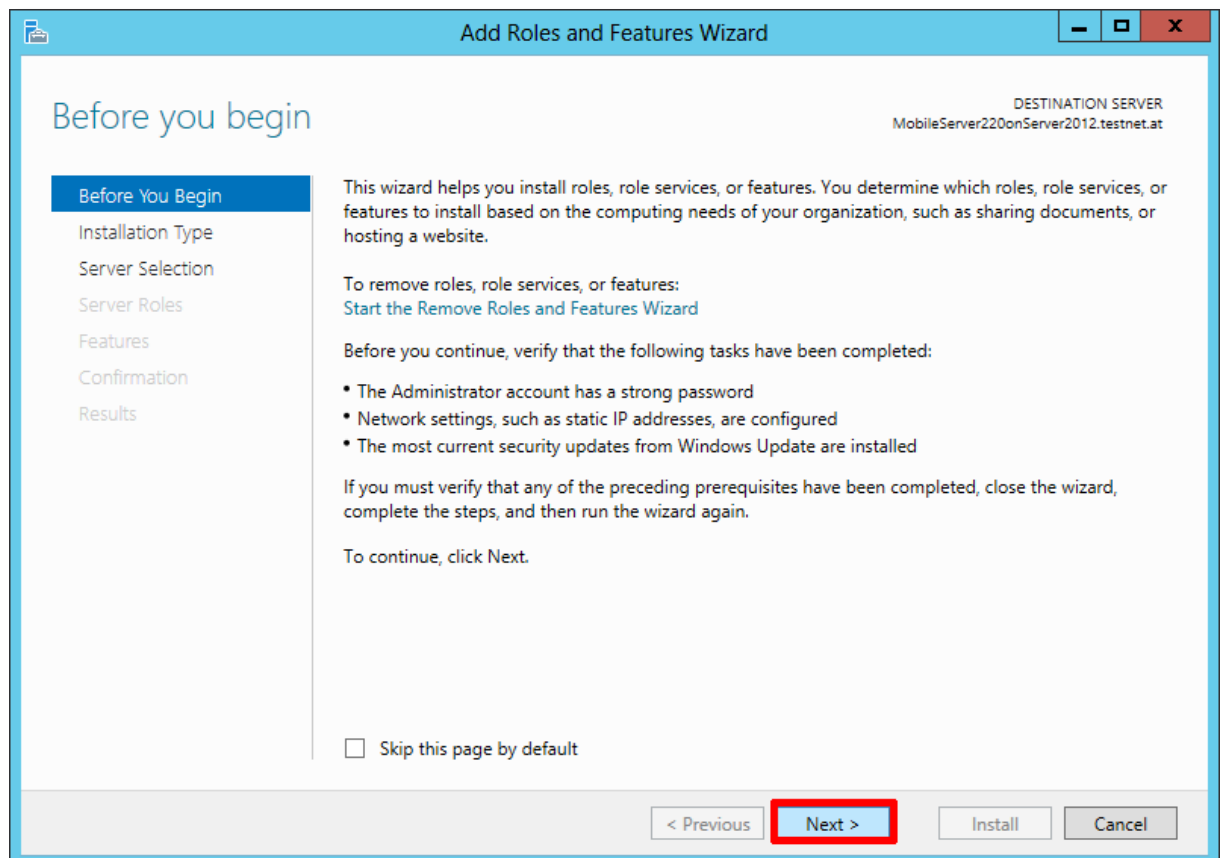 Add Roles and Features Wizard
X
Before you begin
DESTINATION SERVER
MobileServer220onServer2012.testnet.at
Before You Begin
Installation Type
Server Selection
Server Roles
Features
Confirmation
Results
This wizard helps you install roles, role services, or features. You determine which roles, role services, or
features to install based on the computing needs of your organization, such as sharing documents, or
hosting a website.
To remove roles, role services, or features:
Start the Remove Roles and Features Wizard
Before you continue, verify that the following tasks have been completed:
• The Administrator account has a strong password
• Network settings, such as static IP addresses, are configured
• The most current security updates from Windows Update are installed
If you must verify that any of the preceding prerequisites have been completed, close the wizard,
complete the steps, and then run the wizard again.
To continue, click Next.
Skip this page by default
< Previous
Next >
Install
Cancel